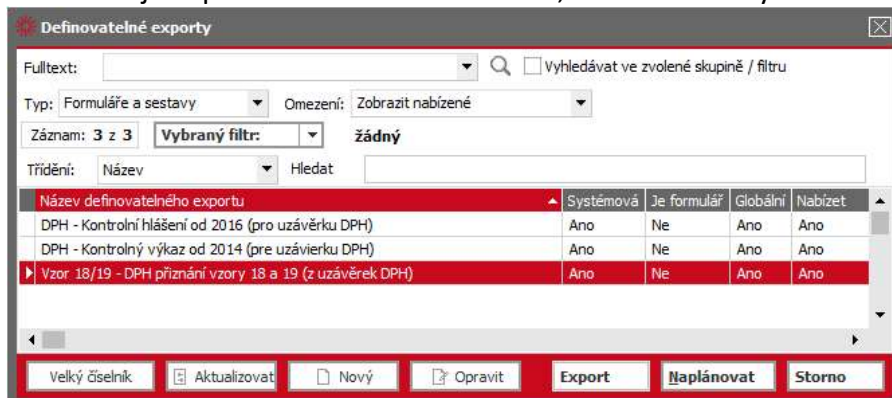 Definovatelné exporty
Fulltext: Vyhledávat ve zvolené skupině / filtru
Typ: Formuláře a sestavy Omezení: Zobrazit nabízené
Záznam: 3 z 3 Vybraný filtr: žádný
Třídění: Název Hledat
Název definovatelného exportu Systémová Je formulář Globální Nabízet
DPH - Kontrolní hlášení od 2016 (pro uzávěrku DPH) Ano Ne Ano Ano
DPH - Kontrolný výkaz od 2014 (pre uzávierku DPH) Ano Ne Ano Ano
Vzor 18/19 - DPH přiznání vzory 18 a 19 (z uzávěrek DPH) Ano Ne Ano Ano
Velký číselník Aktualizovat Nový Opravit Export Naplánovat Storno